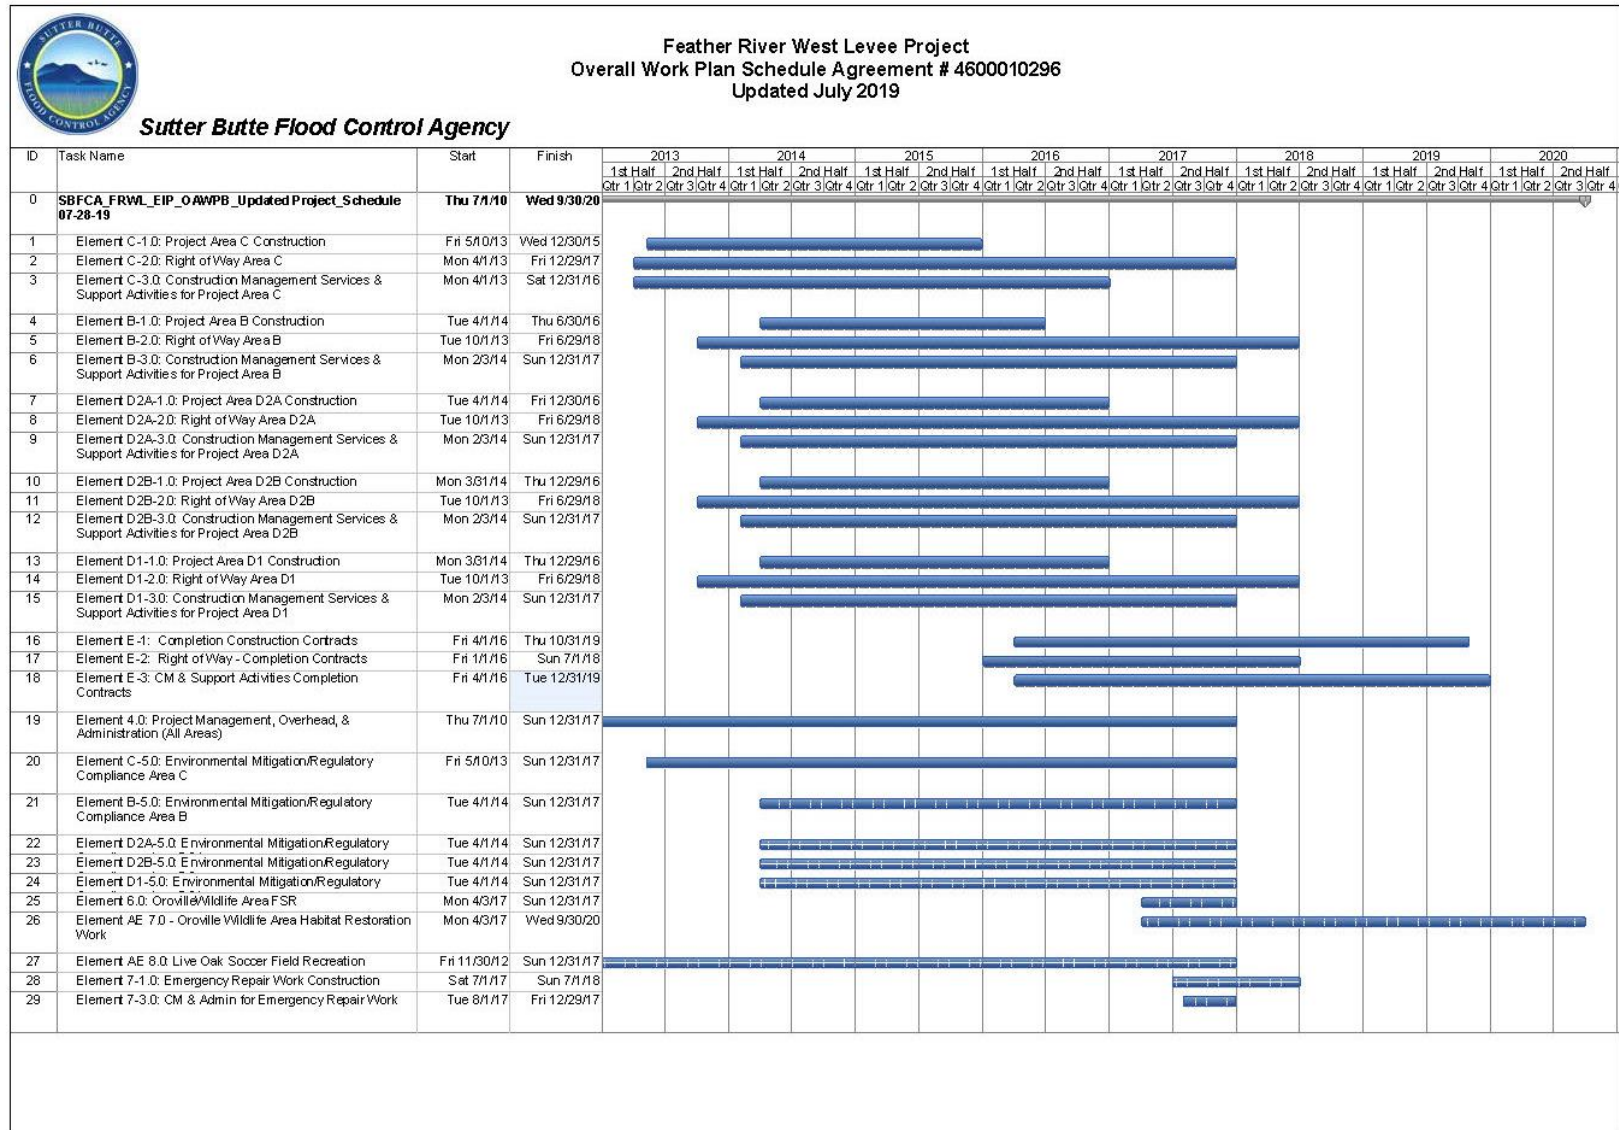 SUTTER BUTTE
FLOOD CONTROL AGENCY
Feather River West Levee Project
Overall Work Plan Schedule Agreement # 4600010296
Updated July 2019
Sutter Butte Flood Control Agency
ID Task Name Start Finish 2013 2014 2015 2016 2017 2018 2019 2020
1st Half 2nd Half 1st Half 2nd Half 1st Half 2nd Half 1st Half 2nd Half 1st Half 2nd Half 1st Half 2nd Half 1st Half 2nd Half 1st Half 2nd Half
Qtr 1 Qtr 2 Qtr 3 Qtr 4 Qtr 1 Qtr 2 Qtr 3 Qtr 4 Qtr 1 Qtr 2 Qtr 3 Qtr 4 Qtr 1 Qtr 2 Qtr 3 Qtr 4 Qtr 1 Qtr 2 Qtr 3 Qtr 4 Qtr 1 Qtr 2 Qtr 3 Qtr 4 Qtr 1 Qtr 2 Qtr 3 Qtr 4 Qtr 1 Qtr 2 Qtr 3 Qtr 4
0 SBFCA_FRWL_EIP_OAWPB_Updated Project_Schedule Thu 7/1/10 Wed 9/30/20
07-28-19
1 Element C-1.0: Project Area C Construction Fri 5/10/13 Wed 12/30/15
2 Element C-2.0: Right of Way Area C Mon 4/1/13 Fri 12/29/17
3 Element C-3.0: Construction Management Services & Mon 4/1/13 Sat 12/31/16
Support Activities for Project Area C
4 Element B-1.0: Project Area B Construction Tue 4/1/14 Thu 6/30/16
5 Element B-2.0: Right of Way Area B Tue 10/1/13 Fri 6/29/18
6 Element B-3.0: Construction Management Services & Mon 2/3/14 Sun 12/31/17
Support Activities for Project Area B
7 Element D2A-1.0: Project Area D2A Construction Tue 4/1/14 Fri 12/30/16
8 Element D2A-2.0: Right of Way Area D2A Tue 10/1/13 Fri 6/29/18
9 Element D2A-3.0: Construction Management Services & Mon 2/3/14 Sun 12/31/17
Support Activities for Project Area D2A
10 Element D2B-1.0: Project Area D2B Construction Mon 3/31/14 Thu 12/29/16
11 Element D2B-2.0: Right of Way Area D2B Tue 10/1/13 Fri 6/29/18
12 Element D2B-3.0: Construction Management Services & Mon 2/3/14 Sun 12/31/17
Support Activities for Project Area D2B
13 Element D1-1.0: Project Area D1 Construction Mon 3/31/14 Thu 12/29/16
14 Element D1-2.0: Right of Way Area D1 Tue 10/1/13 Fri 6/29/18
15 Element D1-3.0: Construction Management Services & Mon 2/3/14 Sun 12/31/17
Support Activities for Project Area D1
16 Element E-1: Completion Construction Contracts Fri 4/1/16 Thu 10/31/19
17 Element E-2: Right of Way - Completion Contracts Fri 1/1/16 Sun 7/1/18
18 Element E-3: CM & Support Activities Completion Fri 4/1/16 Tue 12/31/19
Contracts
19 Element 4.0: Project Management, Overhead, & Thu 7/1/10 Sun 12/31/17
Administration (All Areas)
20 Element C-5.0: Environmental Mitigation/Regulatory Fri 5/10/13 Sun 12/31/17
Compliance Area C
21 Element B-5.0: Environmental Mitigation/Regulatory Tue 4/1/14 Sun 12/31/17
Compliance Area B
22 Element D2A-5.0: Environmental Mitigation/Regulatory Tue 4/1/14 Sun 12/31/17
23 Element D2B-5.0: Environmental Mitigation/Regulatory Tue 4/1/14 Sun 12/31/17
24 Element D1-5.0: Environmental Mitigation/Regulatory Tue 4/1/14 Sun 12/31/17
25 Element 6.0: Oroville Wildlife Area FSR Mon 4/3/17 Sun 12/31/17
26 Element AE 7.0 - Oroville Wildlife Area Habitat Restoration Mon 4/3/17 Wed 9/30/20
Work
27 Element AE 8.0: Live Oak Soccer Field Recreation Fri 11/30/12 Sun 12/31/17
28 Element 7-1.0: Emergency Repair Work Construction Sat 7/1/17 Sun 7/1/18
29 Element 7-3.0: CM & Admin for Emergency Repair Work Tue 8/1/17 Fri 12/29/17